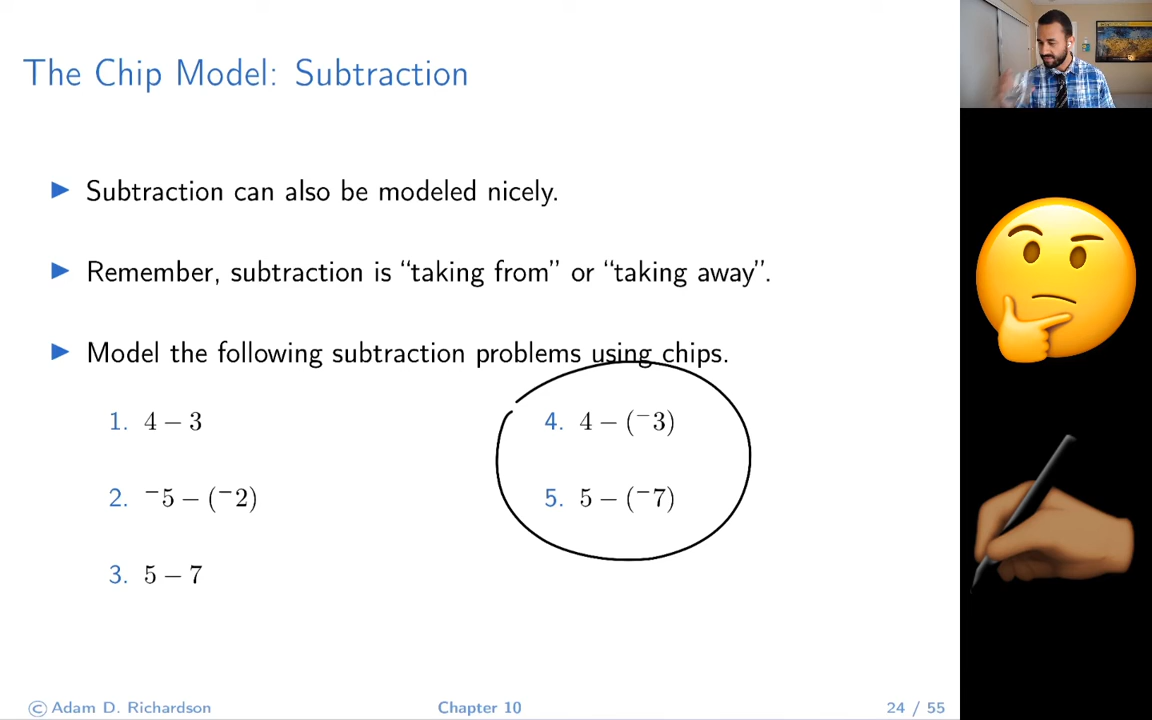 The Chip Model: Subtraction
▶ Subtraction can also be modeled nicely.
▶ Remember, subtraction is “taking from” or “taking away”.
▶ Model the following subtraction problems using chips.
1. 4 − 3
2. ⁻5 − (⁻2)
3. 5 − 7
4. 4 − (⁻3)
5. 5 − (⁻7)
© Adam D. Richardson
Chapter 10
24 / 55